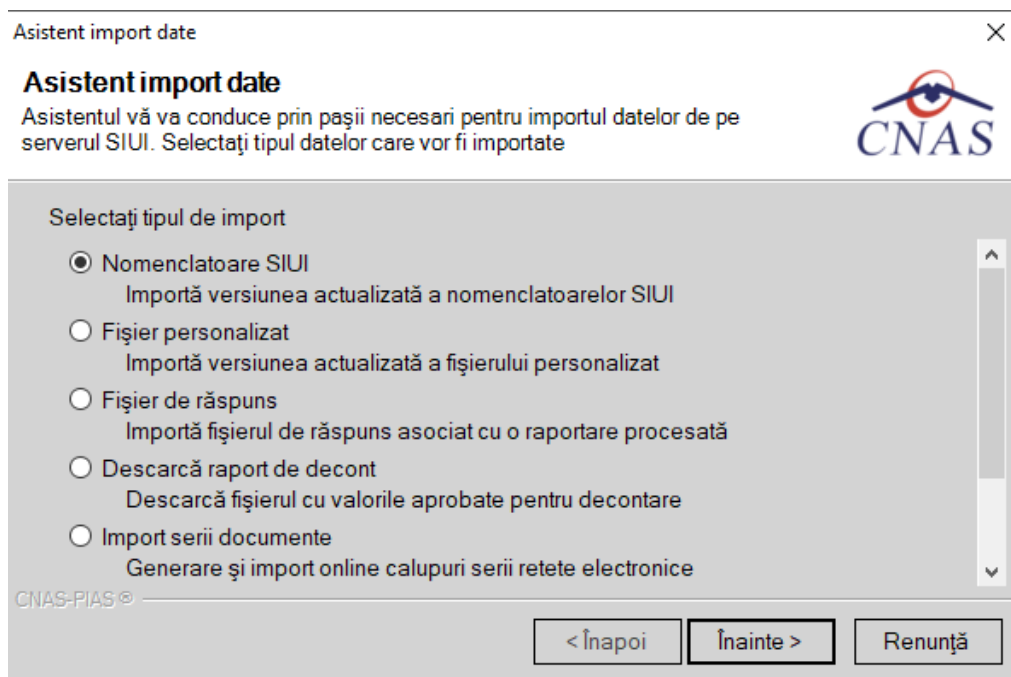 Asistent import date
Asistent import date
Asistentul vă va conduce prin paşii necesari pentru importul datelor de pe
serverul SIUI. Selectaţi tipul datelor care vor fi importate
CNAS
Selectaţi tipul de import
Nomenclatoare SIUI
Importă versiunea actualizată a nomenclatoarelor SIUI
Fişier personalizat
Importă versiunea actualizată a fişierului personalizat
Fişier de răspuns
Importă fişierul de răspuns asociat cu o raportare procesată
Descarcă raport de decont
Descarcă fişierul cu valorile aprobate pentru decontare
Import serii documente
Generare şi import online calupuri serii retete electronice
CNAS-PIAS ©
< Înapoi Înainte > Renunţă